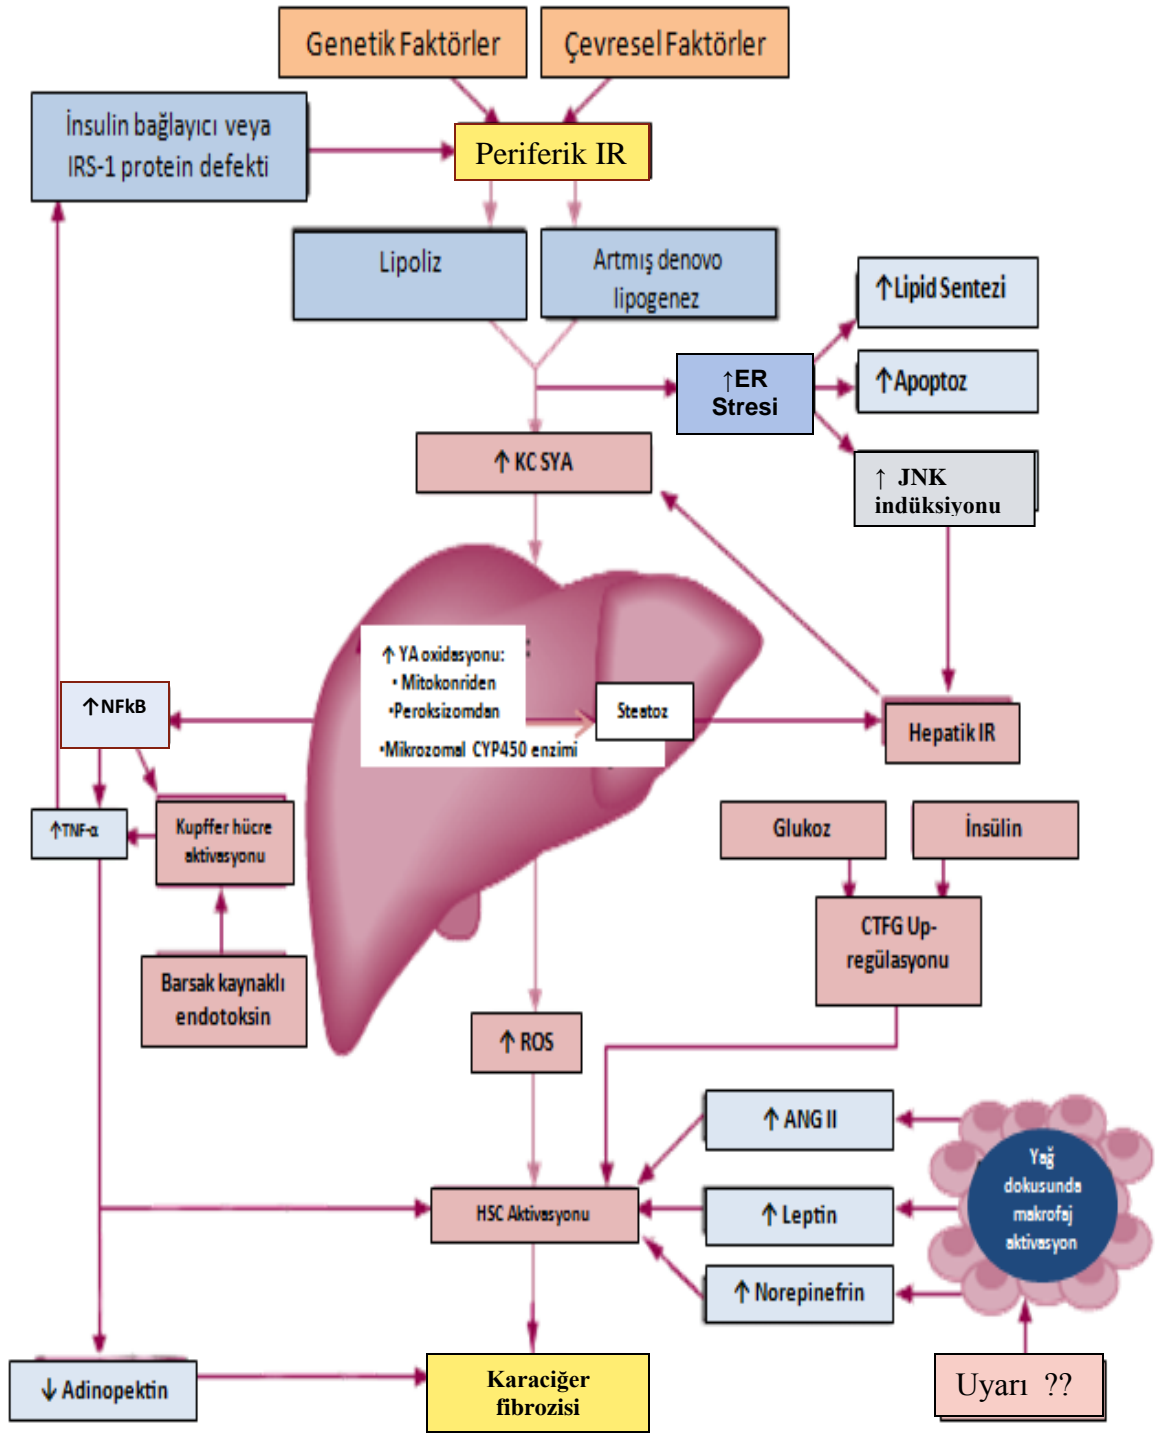 Genetik Faktörler
Çevresel Faktörler
İnsulin bağlayıcı veya
IRS-1 protein defekti
Periferik IR
Lipoliz
Artmış denovo
lipogenez
↑Lipid Sentezi
↑ER
Stresi
↑Apoptoz
↑ KC SYA
↑ JNK
indüksiyonu
↑ YA oxidasyonu:
• Mitokonriden
•Peroksizomdan
•Mikrozomal CYP450 enzimi
Steatoz
↑NFkB
Hepatik IR
↑TNF-α
Kupffer hücre
aktivasyonu
Glukoz
İnsülin
CTFG Up-
regülasyonu
Barsak kaynaklı
endotoksin
↑ ROS
↑ ANG II
Yağ
dokusunda
makrofaj
aktivasyon
HSC Aktivasyonu
↑ Leptin
↑ Norepinefrin
↓ Adinopektin
Karaciğer
fibrozisi
Uyarı ??